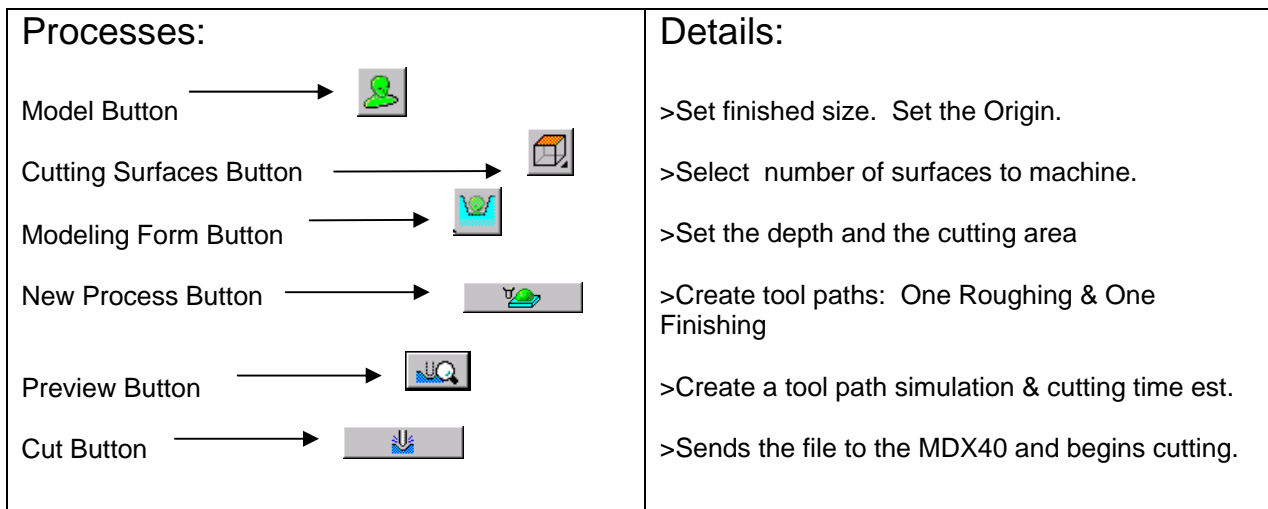 Processes:
Model Button
Cutting Surfaces Button
Modeling Form Button
New Process Button
Preview Button
Cut Button
Details:
>Set finished size.  Set the Origin.
>Select  number of surfaces to machine.
>Set the depth and the cutting area
>Create tool paths:  One Roughing & One
Finishing
>Create a tool path simulation & cutting time est.
>Sends the file to the MDX40 and begins cutting.